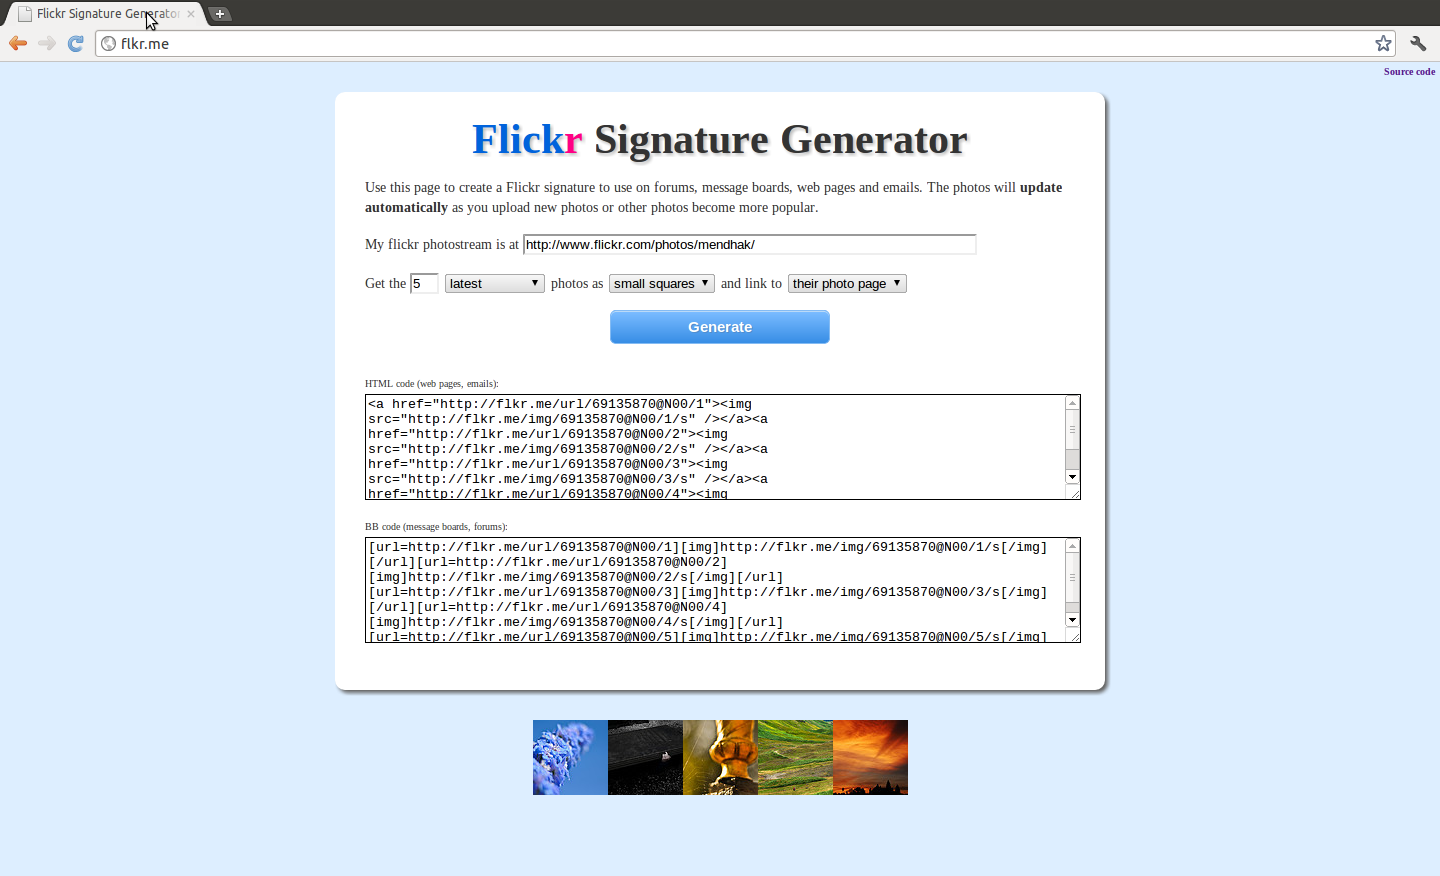 Flickr Signature Generator
flkr.me
Source code
Flickr Signature Generator
Use this page to create a Flickr signature to use on forums, message boards, web pages and emails. The photos will update
automatically as you upload new photos or other photos become more popular.
My flickr photostream is at http://www.flickr.com/photos/mendhak/
Get the 5 latest photos as small squares and link to their photo page
Generate
HTML code (web pages, emails):
<a href="http://flkr.me/url/69135870@N00/1"><img
src="http://flkr.me/img/69135870@N00/1/s" /></a><a
href="http://flkr.me/url/69135870@N00/2"><img
src="http://flkr.me/img/69135870@N00/2/s" /></a><a
href="http://flkr.me/url/69135870@N00/3"><img
src="http://flkr.me/img/69135870@N00/3/s" /></a><a
href="http://flkr.me/url/69135870@N00/4"><img
BB code (message boards, forums):
[url=http://flkr.me/url/69135870@N00/1][img]http://flkr.me/img/69135870@N00/1/s[/img]
[/url][url=http://flkr.me/url/69135870@N00/2]
[img]http://flkr.me/img/69135870@N00/2/s[/img][/url]
[url=http://flkr.me/url/69135870@N00/3][img]http://flkr.me/img/69135870@N00/3/s[/img]
[/url][url=http://flkr.me/url/69135870@N00/4]
[img]http://flkr.me/img/69135870@N00/4/s[/img][/url]
[url=http://flkr.me/url/69135870@N00/5][img]http://flkr.me/img/69135870@N00/5/s[/img]